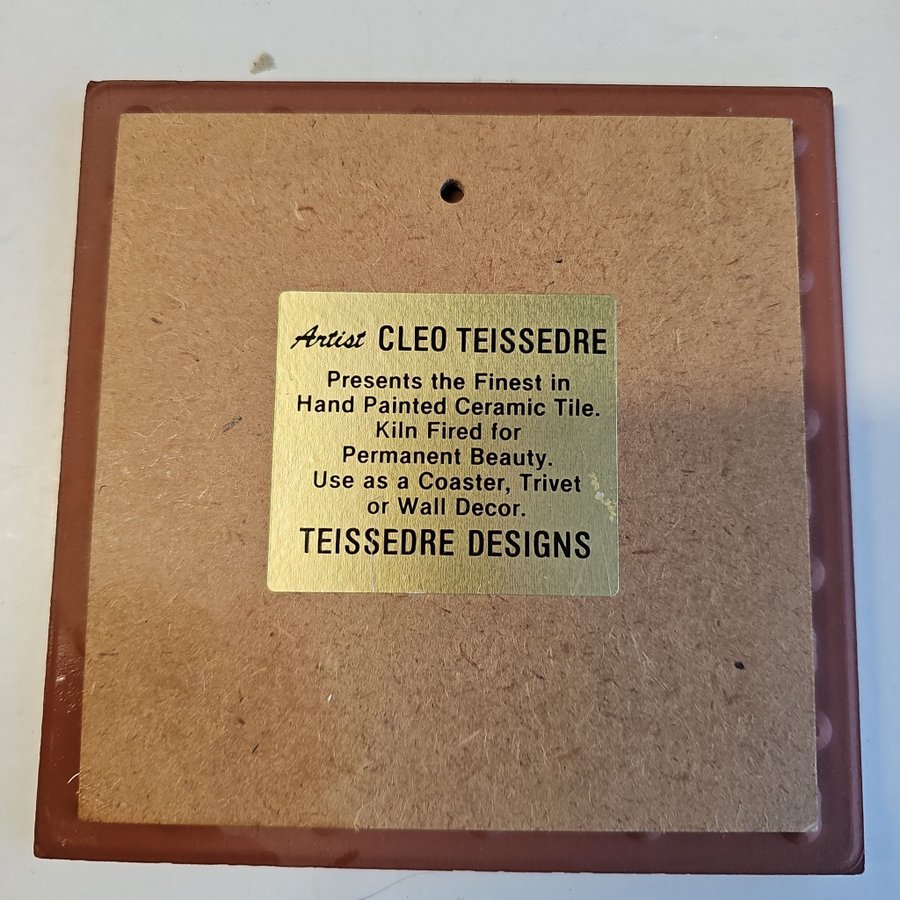 Artist CLEO TEISSEDRE
Presents the Finest in
Hand Painted Ceramic Tile.
Kiln Fired for
Permanent Beauty.
Use as a Coaster, Trivet
or Wall Decor.
TEISSEDRE DESIGNS